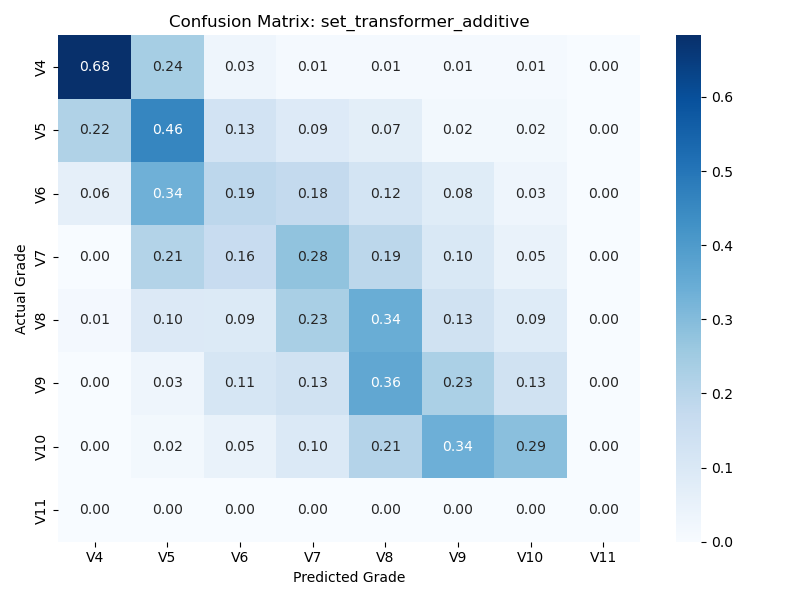 Confusion Matrix: set_transformer_additive
V4 0.68 0.24 0.03 0.01 0.01 0.01 0.01 0.00
V5 0.22 0.46 0.13 0.09 0.07 0.02 0.02 0.00
V6 0.06 0.34 0.19 0.18 0.12 0.08 0.03 0.00
V7 0.00 0.21 0.16 0.28 0.19 0.10 0.05 0.00
V8 0.01 0.10 0.09 0.23 0.34 0.13 0.09 0.00
V9 0.00 0.03 0.11 0.13 0.36 0.23 0.13 0.00
V10 0.00 0.02 0.05 0.10 0.21 0.34 0.29 0.00
V11 0.00 0.00 0.00 0.00 0.00 0.00 0.00 0.00
V4 V5 V6 V7 V8 V9 V10 V11
Predicted Grade
Actual Grade
0.6
0.5
0.4
0.3
0.2
0.1
0.0